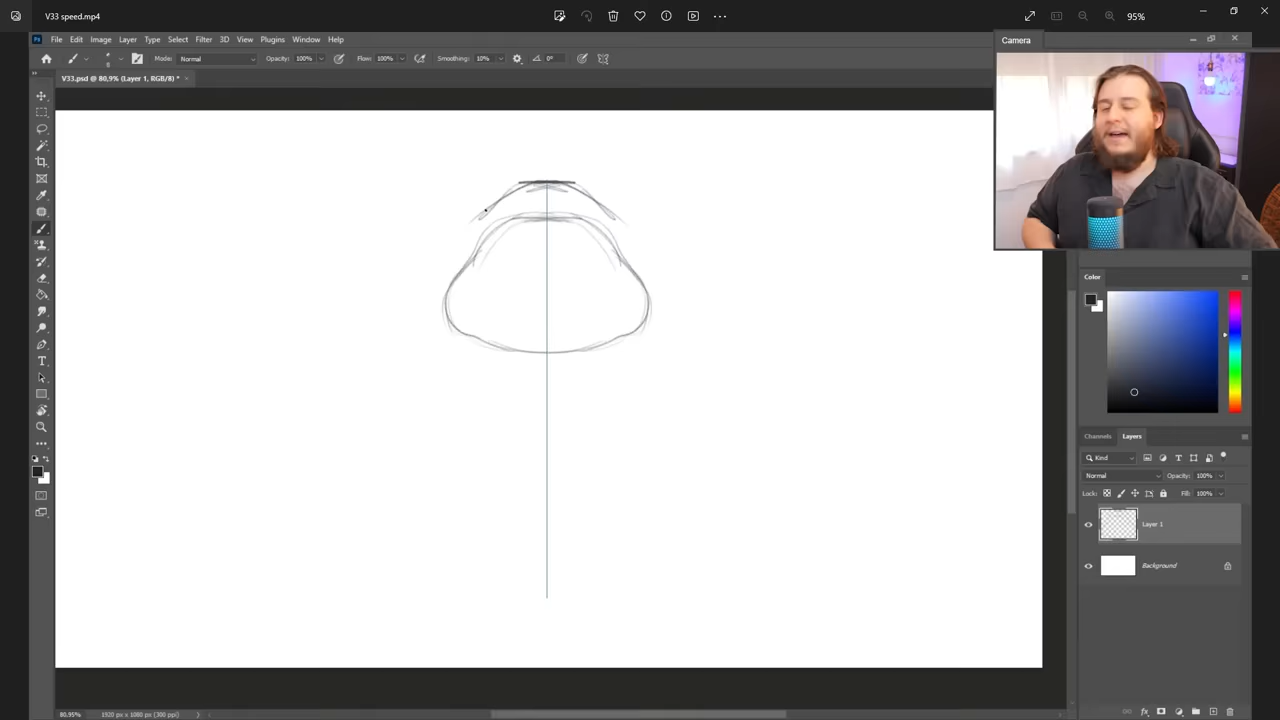 V33 speed.mp4
95%
Ps File Edit Image Layer Type Select Filter 3D View Plugins Window Help
Camera
Mode: Normal Opacity: 100% Flow: 100% Smoothing: 10% 0°
V33.psd @ 80,9% (Layer 1, RGB/8) *
Color
Channels Layers
Kind
Normal Opacity: 100%
Lock: Fill: 100%
Layer 1
Background
80,95% 1920 px x 1080 px (300 ppi)